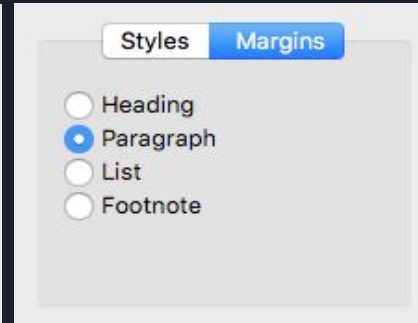 Styles Margins
Heading
Paragraph
List
Footnote